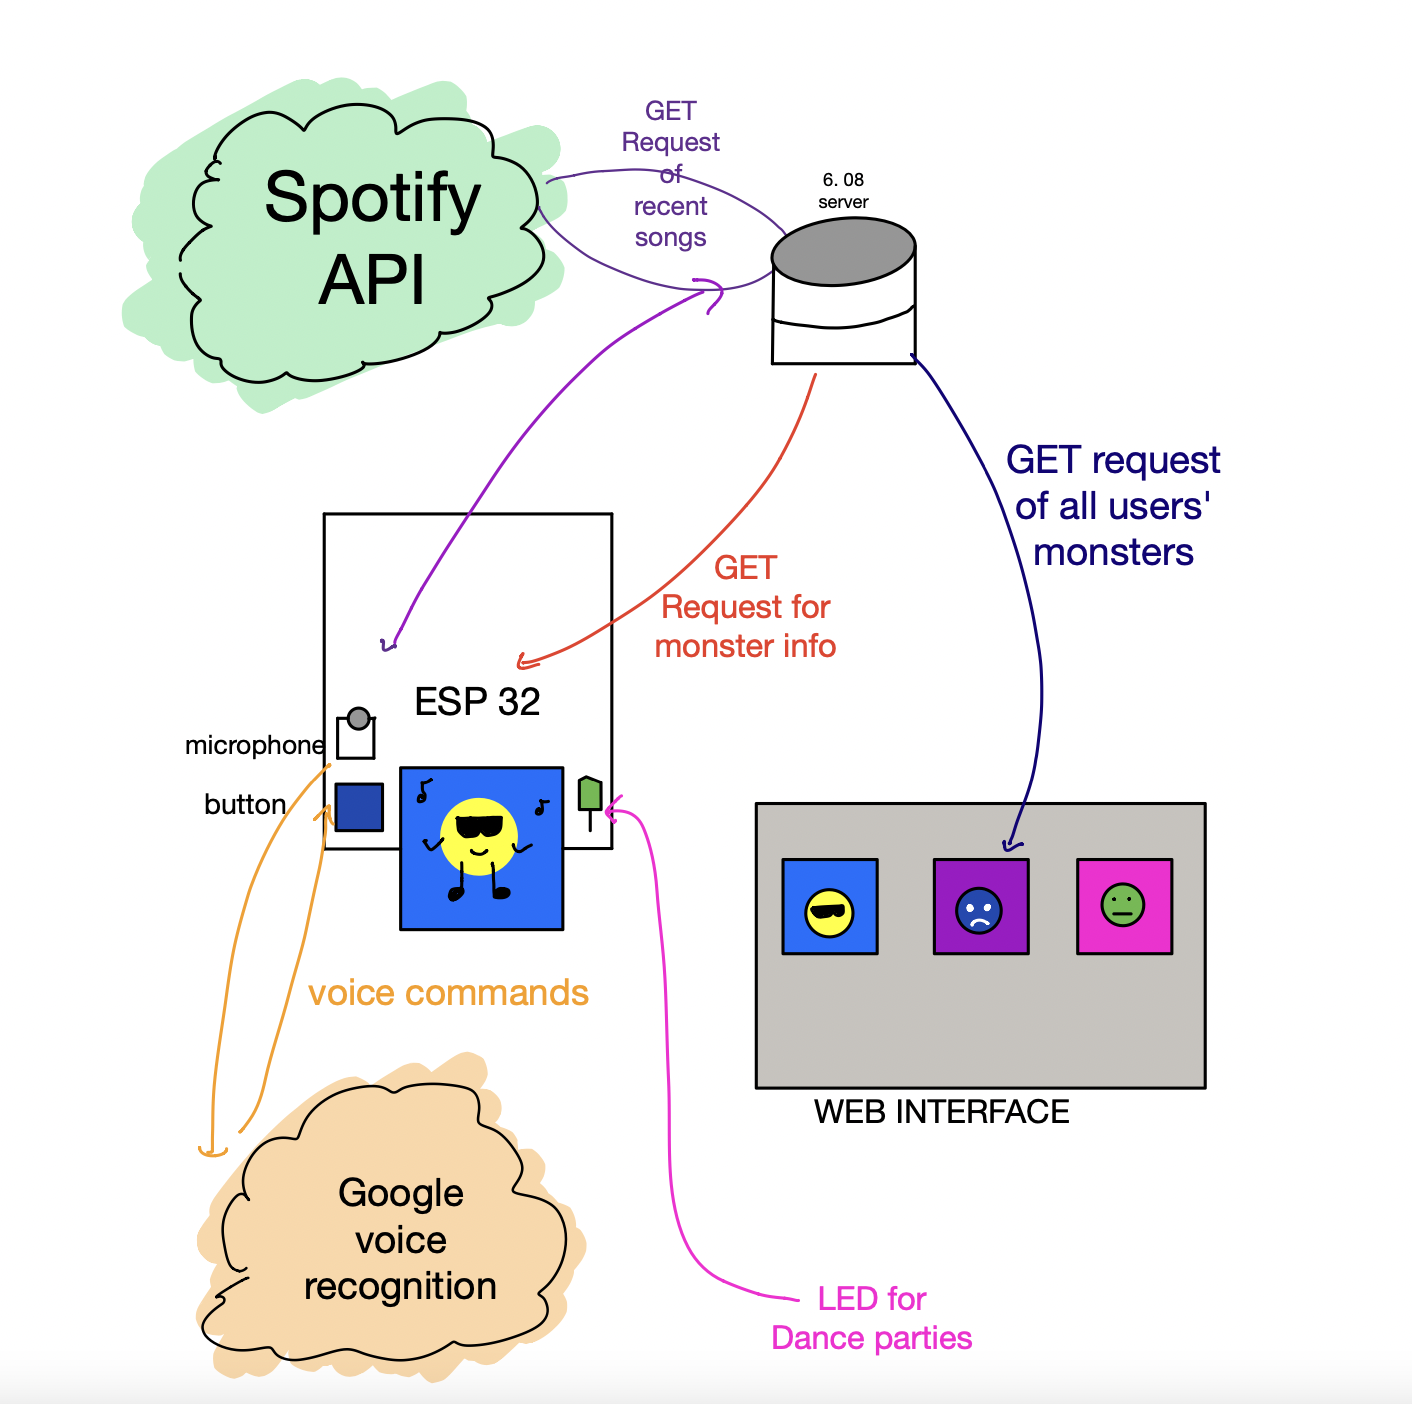 GET
Request
of
recent
songs
6. 08
server
Spotify
API
GET request
of all users'
monsters
GET
Request for
monster info
ESP 32
microphone
button
voice commands
WEB INTERFACE
Google
voice
recognition
LED for
Dance parties